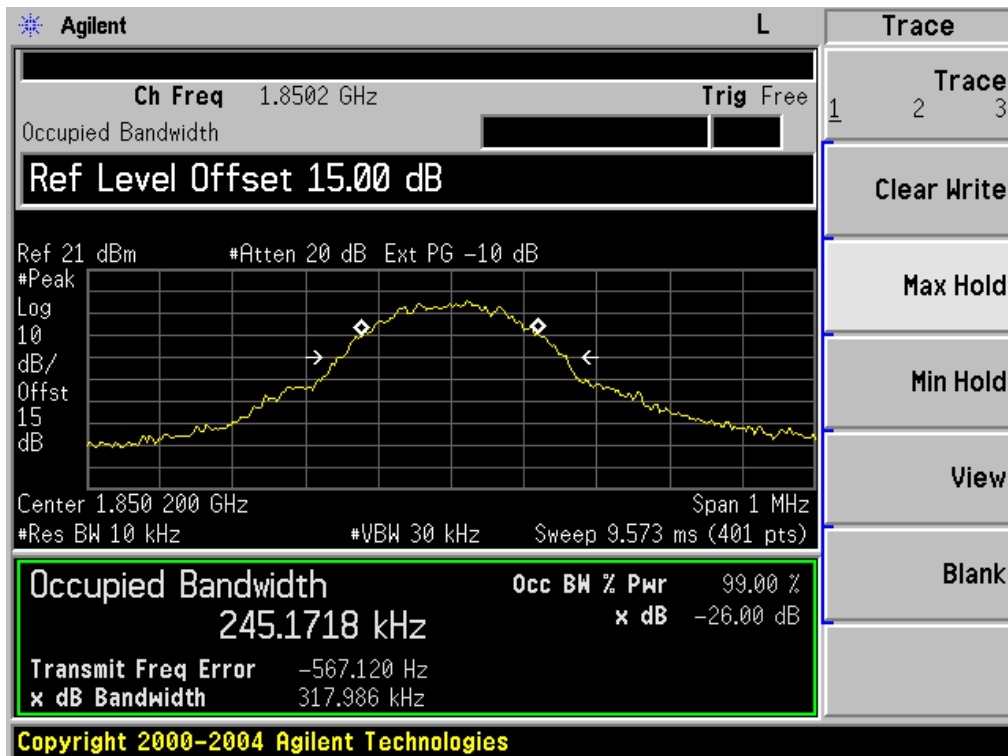 Agilent L Trace
Ch Freq 1.8502 GHz Trig Free
Occupied Bandwidth
Ref Level Offset 15.00 dB
Ref 21 dBm #Atten 20 dB Ext PG -10 dB
#Peak
Log
10
dB/
Offst
15
dB
Center 1.850 200 GHz Span 1 MHz
#Res BW 10 kHz #VBW 30 kHz Sweep 9.573 ms (401 pts)
Occupied Bandwidth
245.1718 kHz
Occ BW % Pwr 99.00 %
x dB -26.00 dB
Transmit Freq Error -567.120 Hz
x dB Bandwidth 317.986 kHz
Trace
1 2 3
Clear Write
Max Hold
Min Hold
View
Blank
Copyright 2000-2004 Agilent Technologies